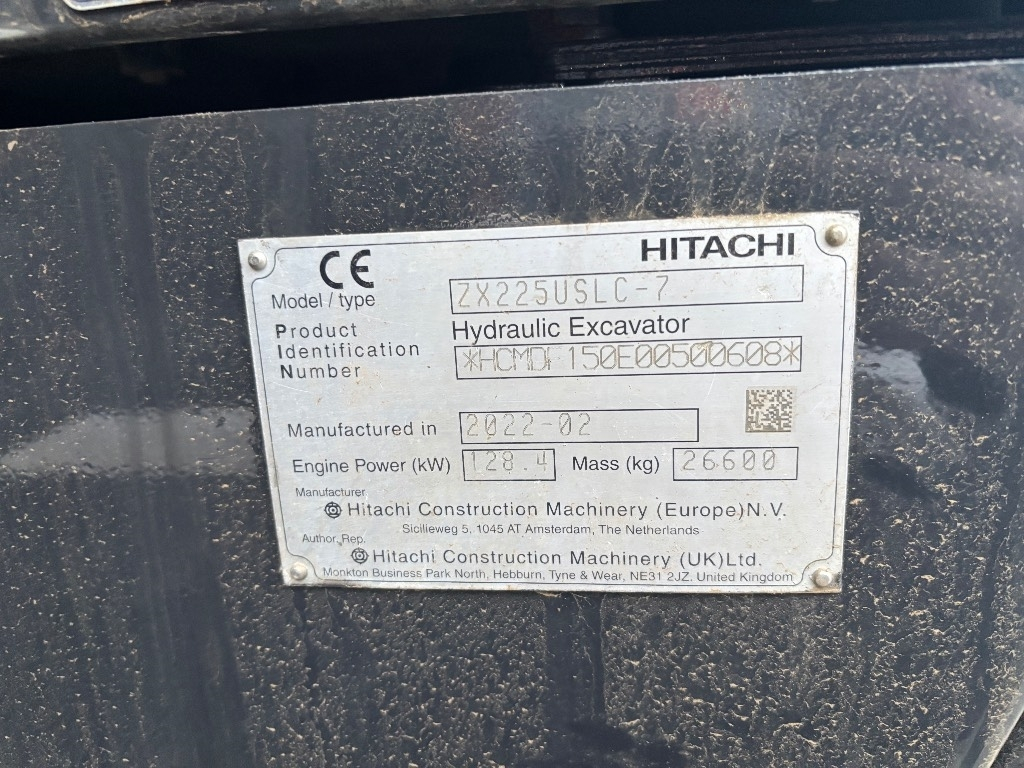 CE HITACHI
Model / type ZX225USLC-7
Product Hydraulic Excavator
Identification
Number *HCMDF150E00500608*
Manufactured in 2022-02
Engine Power (kW) 128.4 Mass (kg) 26600
Manufacturer
Hitachi Construction Machinery (Europe)N.V.
Sicilieweg 5, 1045 AT Amsterdam, The Netherlands
Author. Rep.
Hitachi Construction Machinery (UK)Ltd.
Monkton Business Park North, Hebburn, Tyne & Wear, NE31 2JZ. United Kingdom